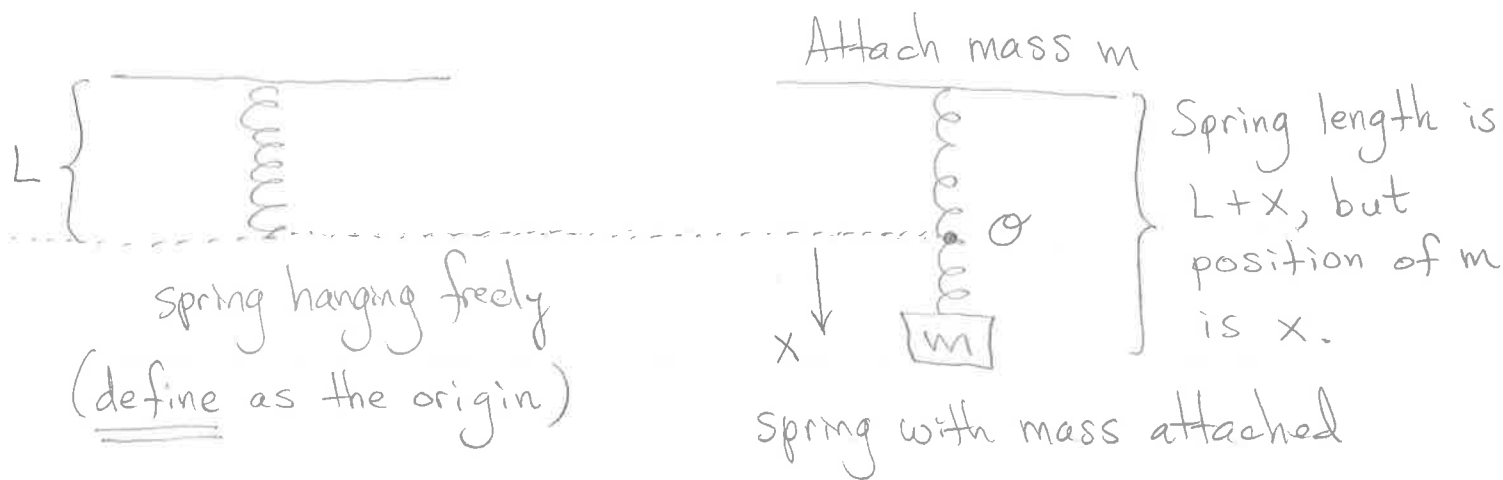 Attach mass m
L
Spring length is
L + x, but
position of m
is x.
O
spring hanging freely
(define as the origin)
x
m
spring with mass attached